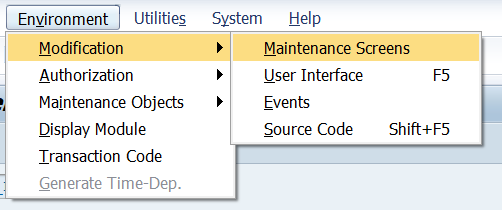 Environment Utilities System Help
Modification
Authorization
Maintenance Objects
Display Module
Transaction Code
Generate Time-Dep.
Maintenance Screens
User Interface F5
Events
Source Code Shift+F5